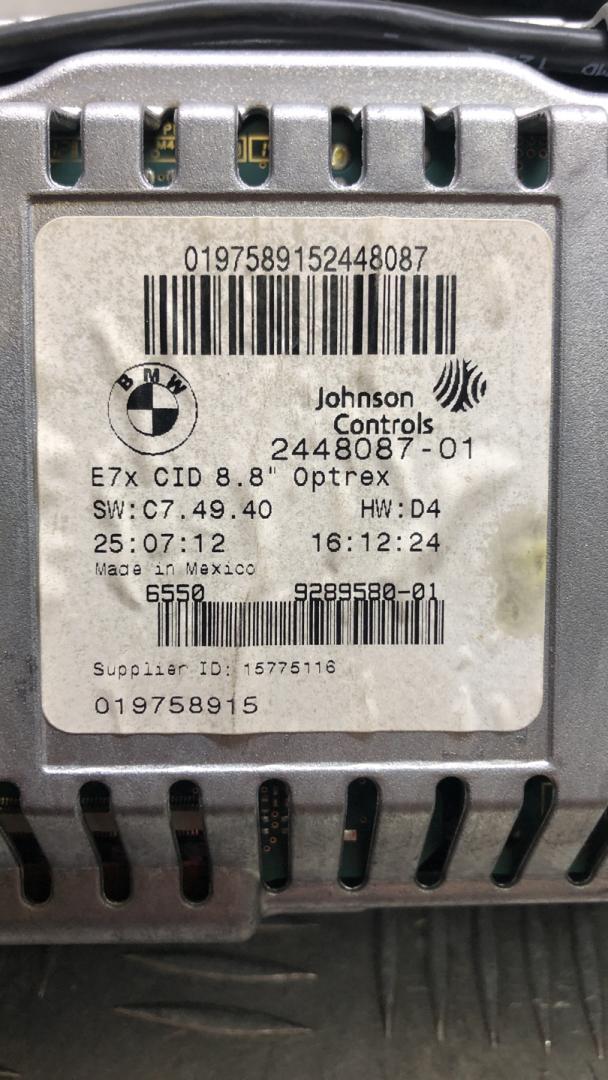 0197589152448087
BMW
Johnson
Controls
2448087-01
E7x CID 8.8" Optrex
SW:C7.49.40 HW:D4
25:07:12 16:12:24
Made in Mexico
6550 9289580-01
Supplier ID: 15775116
019758915